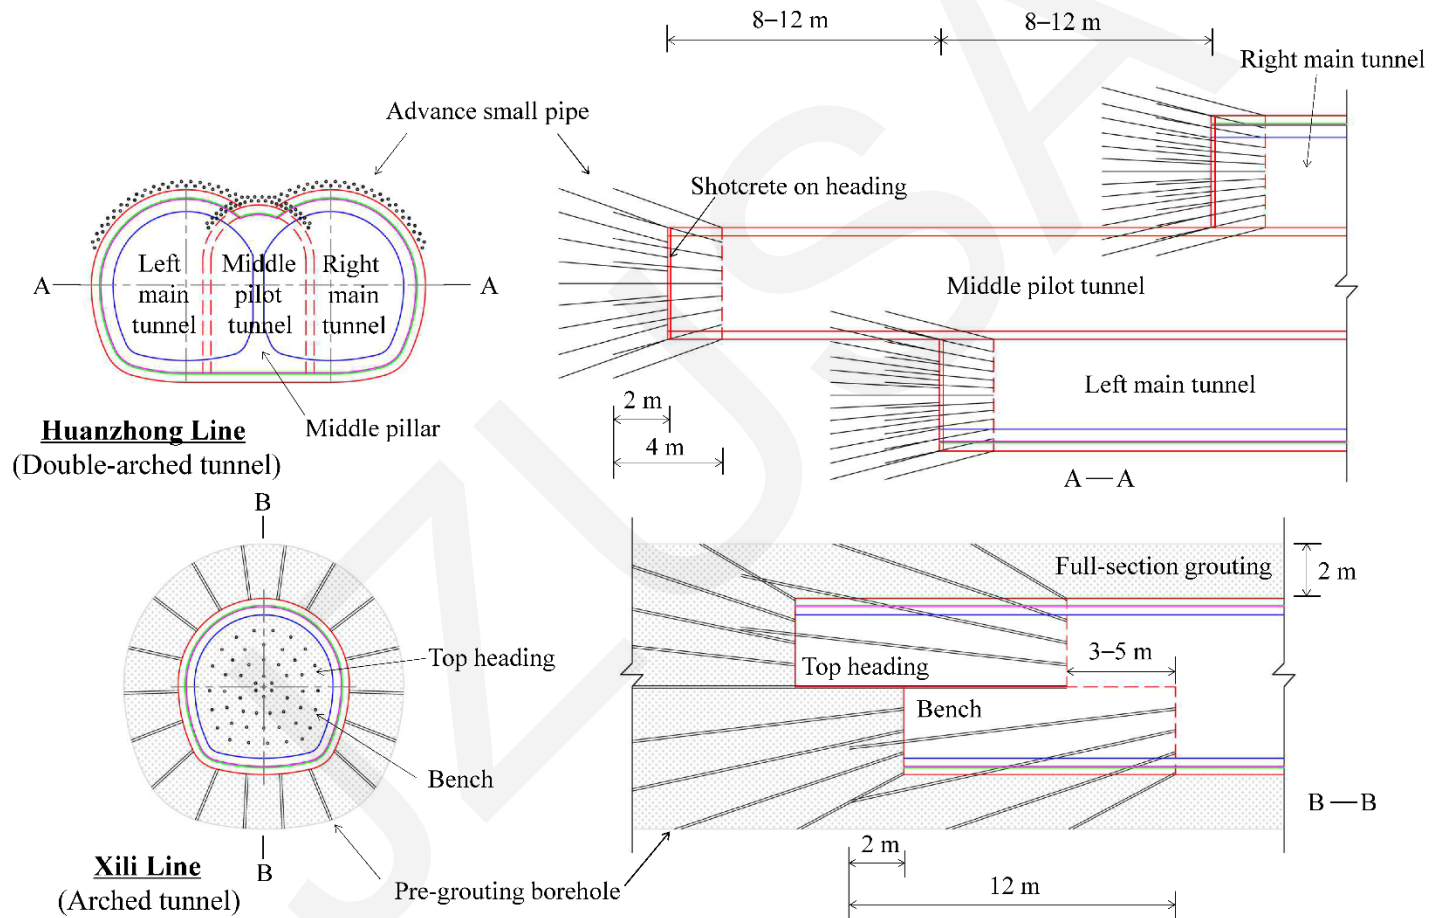 8–12 m
8–12 m
Right main tunnel
Advance small pipe
Shotcrete on heading
Left
main
tunnel
Middle
pilot
tunnel
Right
main
tunnel
A
A
Middle pilot tunnel
Left main tunnel
2 m
4 m
A — A
Middle pillar
Huanzhong Line
(Double-arched tunnel)
B
Full-section grouting
2 m
Top heading
Top heading
3–5 m
Bench
Bench
B — B
2 m
12 m
B
Xili Line
(Arched tunnel)
Pre-grouting borehole
JZUSA